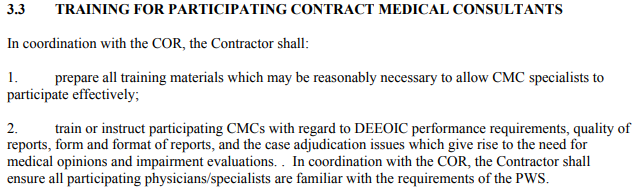 3.3 TRAINING FOR PARTICIPATING CONTRACT MEDICAL CONSULTANTS
In coordination with the COR, the Contractor shall:
1. prepare all training materials which may be reasonably necessary to allow CMC specialists to
participate effectively;
2. train or instruct participating CMCs with regard to DEEOIC performance requirements, quality of
reports, form and format of reports, and the case adjudication issues which give rise to the need for
medical opinions and impairment evaluations. . In coordination with the COR, the Contractor shall
ensure all participating physicians/specialists are familiar with the requirements of the PWS.